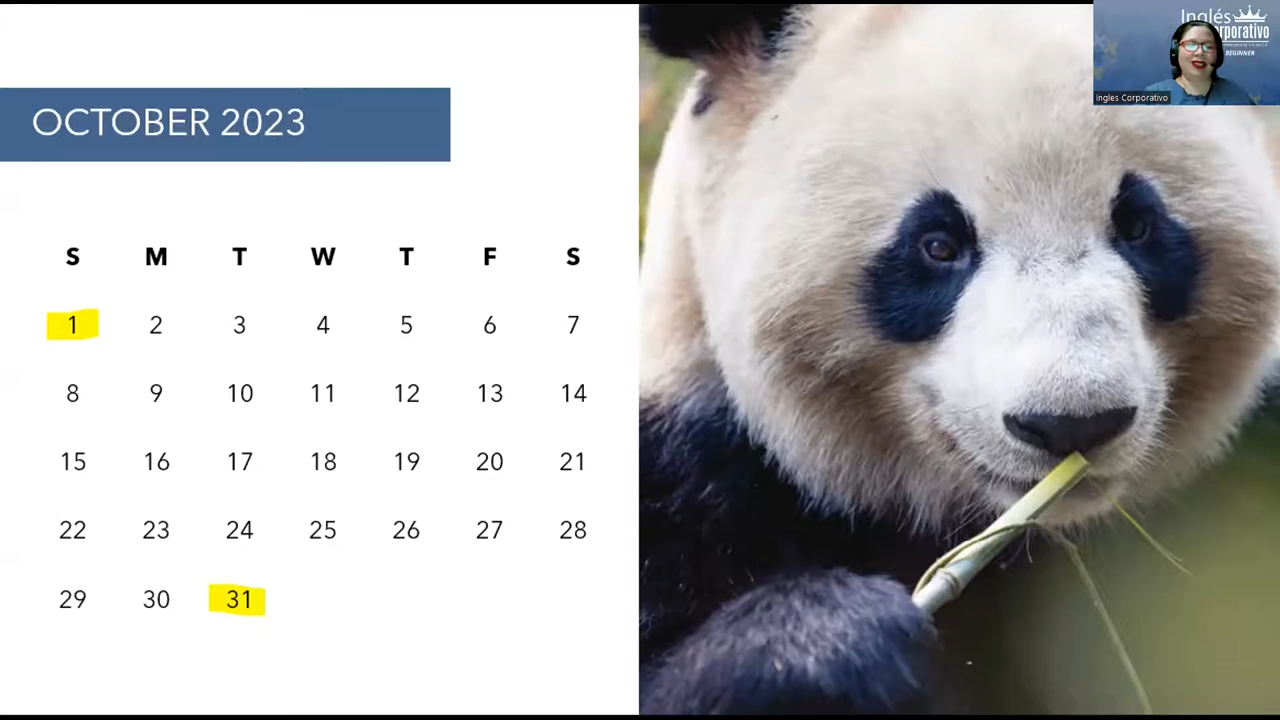 OCTOBER 2023
S M T W T F S
1 2 3 4 5 6 7
8 9 10 11 12 13 14
15 16 17 18 19 20 21
22 23 24 25 26 27 28
29 30 31
Inglés
BEGINNER
Ingles Corporativo